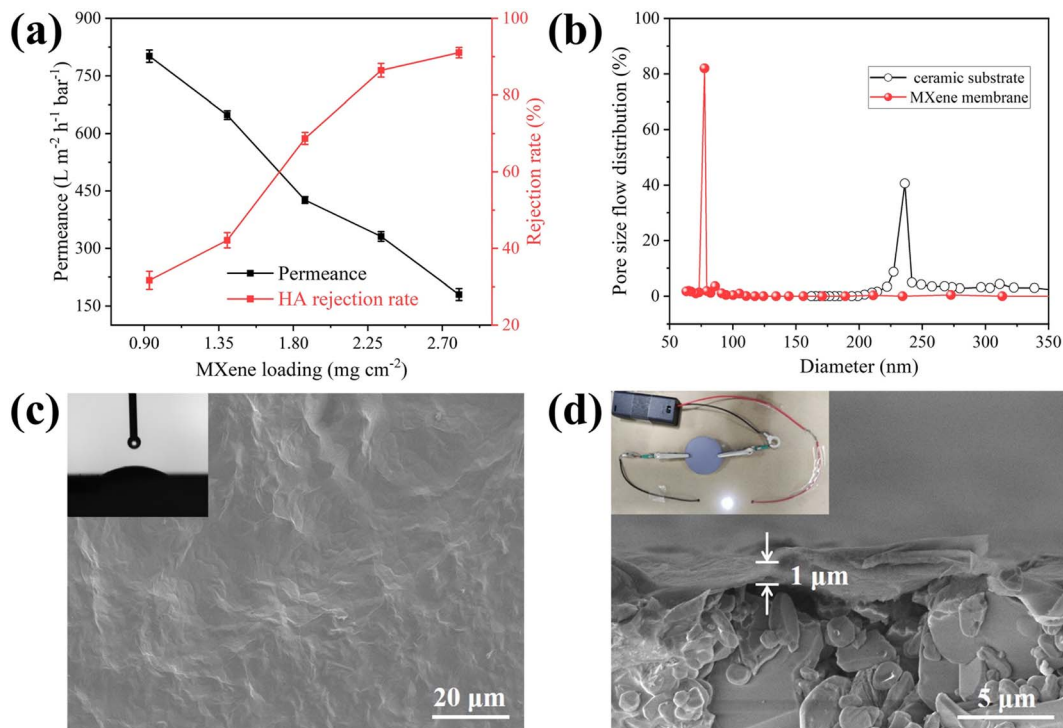 (a)
900
750
600
450
300
150
Permeance (L m⁻² h⁻¹ bar⁻¹)
100
80
60
40
20
Rejection rate (%)
Permeance
HA rejection rate
0.90 1.35 1.80 2.25 2.70
MXene loading (mg cm⁻²)
(b)
100
80
60
40
20
0
Pore size flow distribution (%)
ceramic substrate
MXene membrane
50 100 150 200 250 300 350
Diameter (nm)
(c)
20 μm
(d)
1 μm
5 μm